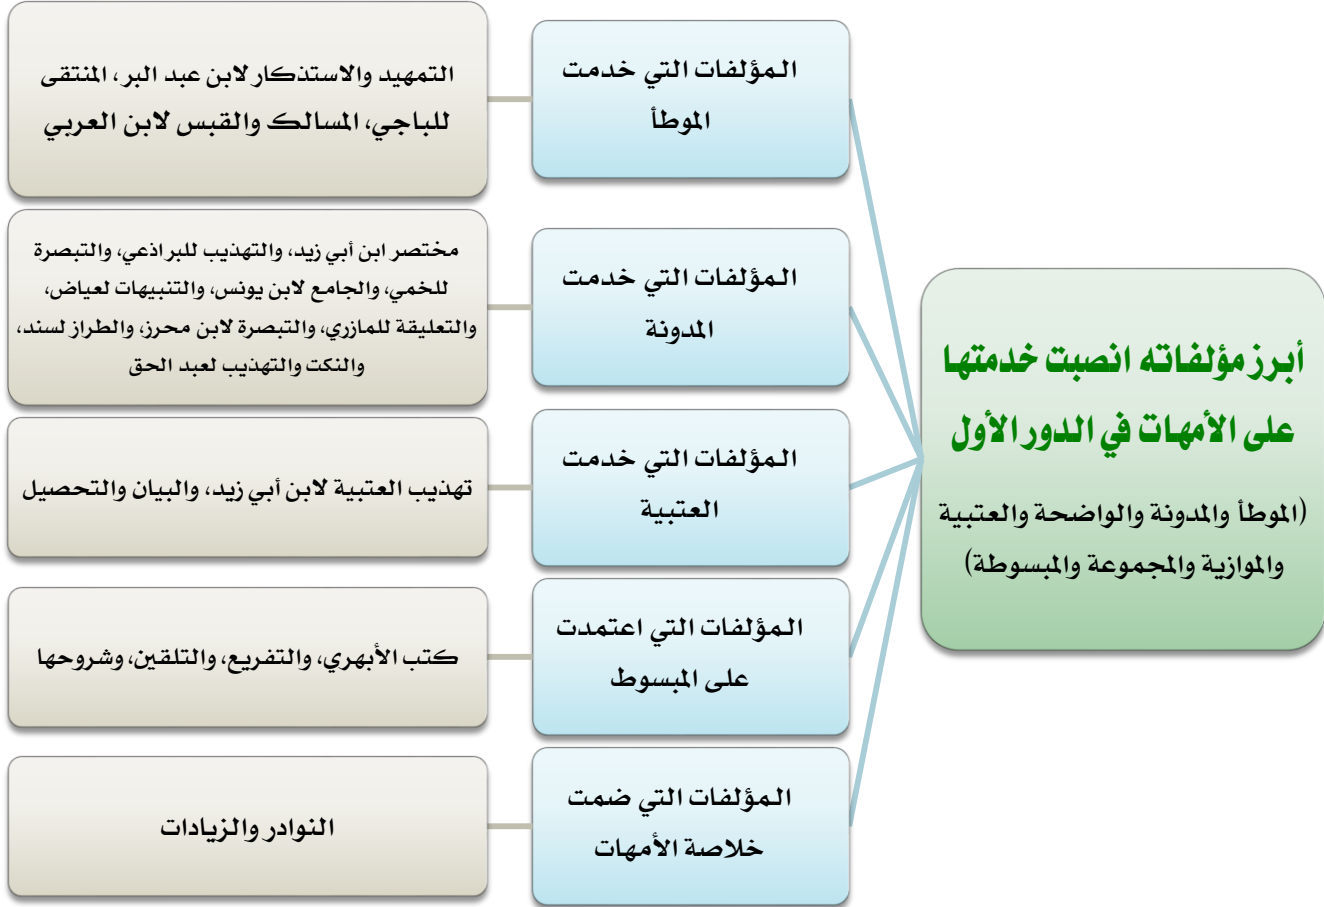 أبرز مؤلفاته انصبت خدمتها
على الأمهات في الدور الأول
(الموطأ والمدونة والواضحة والعتبية
والموازية والمجموعة والمبسوطة)
المؤلفات التي خدمت
الموطأ
التمهيد والاستذكار لابن عبد البر، المنتقى
للباجي، المسالك والقبس لابن العربي
المؤلفات التي خدمت
المدونة
مختصر ابن أبي زيد، والتهذيب للبراذعي، والتبصرة
للخمي، والجامع لابن يونس، والتنبيهات لعياض،
والتعليقة للمازري، والتبصرة لابن محرز، والطراز لسند،
والنكت والتهذيب لعبد الحق
المؤلفات التي خدمت
العتبية
تهذيب العتبية لابن أبي زيد، والبيان والتحصيل
المؤلفات التي اعتمدت
على المبسوط
كتب الأبهري، والتفريع، والتلقين، وشروحها
المؤلفات التي ضمت
خلاصة الأمهات
النوادر والزيادات